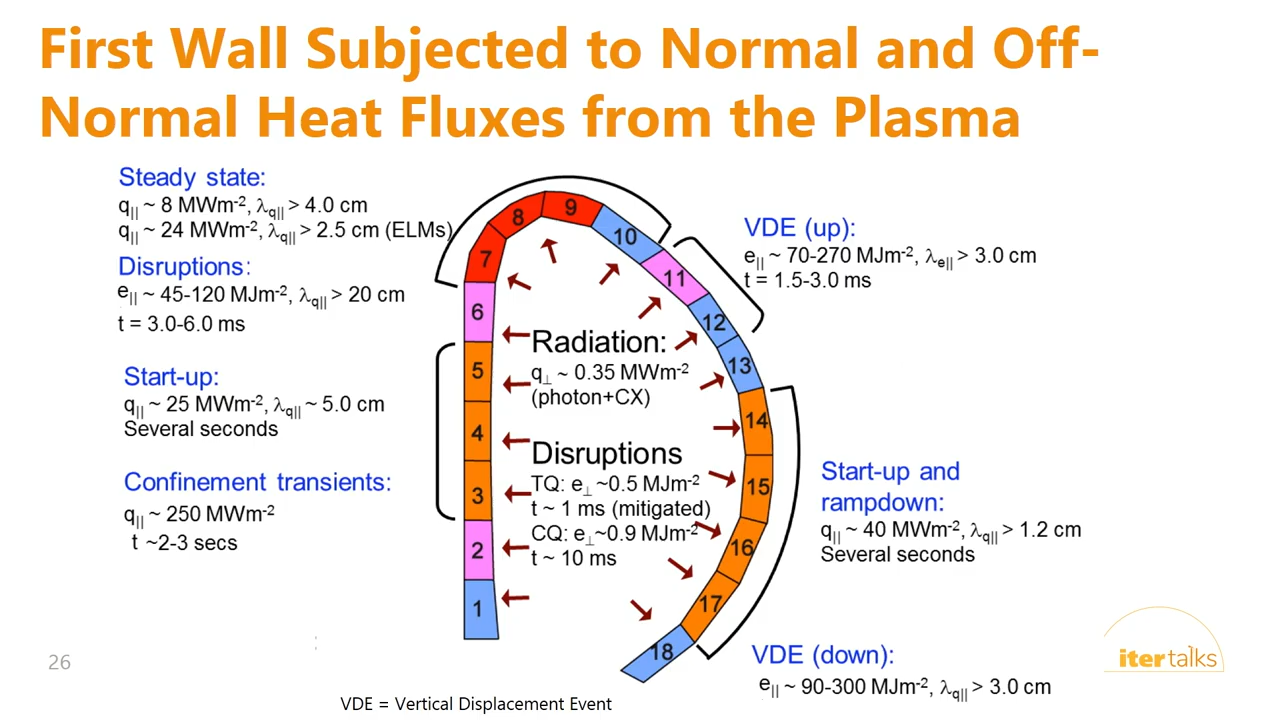 First Wall Subjected to Normal and Off-
Normal Heat Fluxes from the Plasma
Steady state:
q|| ~ 8 MWm-2, λq|| > 4.0 cm
q|| ~ 24 MWm-2, λq|| > 2.5 cm (ELMs)
Disruptions:
e|| ~ 45-120 MJm-2, λq|| > 20 cm
t = 3.0-6.0 ms
Start-up:
q|| ~ 25 MWm-2, λq|| ~ 5.0 cm
Several seconds
Confinement transients:
q|| ~ 250 MWm-2
t ~2-3 secs
1
2
3
4
5
6
7
8
9
10
11
12
13
14
15
16
17
18
Radiation:
q⊥ ~ 0.35 MWm-2
(photon+CX)
Disruptions
TQ: e⊥ ~0.5 MJm-2
t ~ 1 ms (mitigated)
CQ: e⊥~0.9 MJm-2
t ~ 10 ms
VDE (up):
e|| ~ 70-270 MJm-2, λe|| > 3.0 cm
t = 1.5-3.0 ms
Start-up and
rampdown:
q|| ~ 40 MWm-2, λq|| > 1.2 cm
Several seconds
VDE (down):
e|| ~ 90-300 MJm-2, λq|| > 3.0 cm
VDE = Vertical Displacement Event
26
iter talks